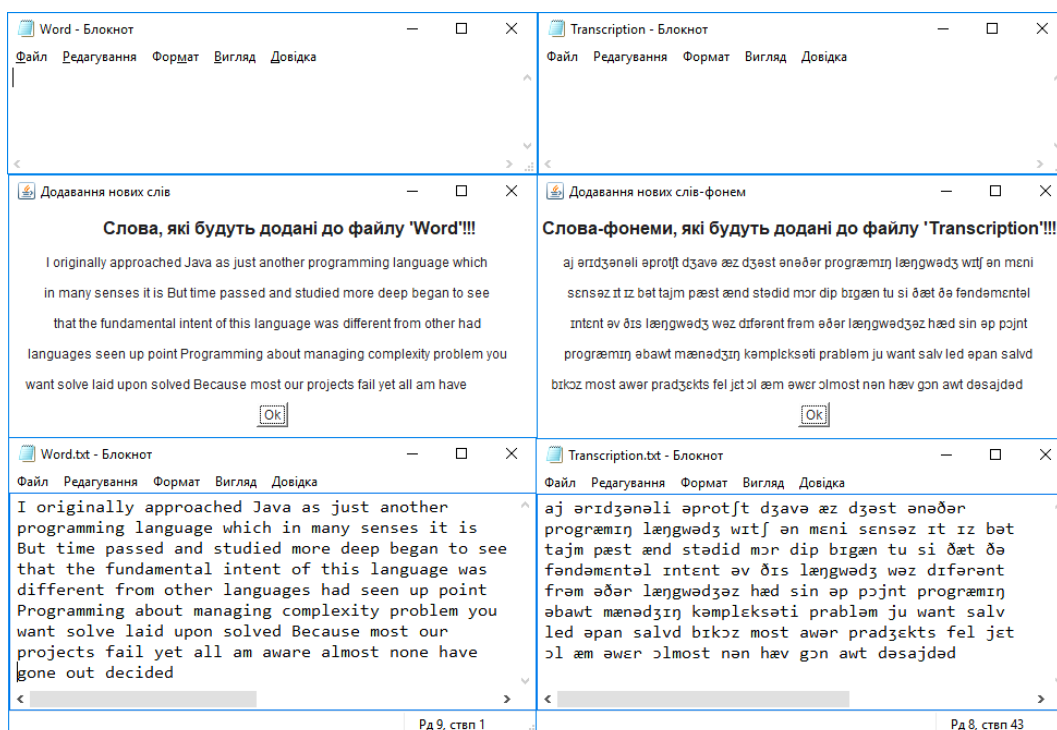 Word - Блокнот
Файл Редагування Формат Вигляд Довідка
Transcription - Блокнот
Файл Редагування Формат Вигляд Довідка
Додавання нових слів
Слова, які будуть додані до файлу 'Word'!!!
I originally approached Java as just another programming language which
in many senses it is But time passed and studied more deep began to see
that the fundamental intent of this language was different from other had
languages seen up point Programming about managing complexity problem you
want solve laid upon solved Because most our projects fail yet all am have
Ok
Додавання нових слів-фонем
Слова-фонеми, які будуть додані до файлу 'Transcription'!!!
aj ərɪdʒənəli əprotʃt dʒavə æz dʒəst ənəðər progræmɪŋ læŋgwədʒ wɪtʃ ən mɛni
sɛnsəz ɪt ɪz bət tajm pæst ænd stədid mɔr dip bɪgæn tu si ðæt ðə fəndəmɛntəl
ɪntɛnt əv ðɪs læŋgwədʒ wəz dɪfərənt frəm əðər læŋgwədʒəz hæd sin əp pɔjnt
progræmɪŋ əbawt mænədʒɪŋ kəmplɛksəti prabləm ju want salv led əpan salvd
bɪkɔz most awər pradʒɛkts fel jɛt ɔl æm əwɛr ɔlmost nən hæv gɔn awt dəsajdəd
Ok
Word.txt - Блокнот
Файл Редагування Формат Вигляд Довідка
I originally approached Java as just another
programming language which in many senses it is
But time passed and studied more deep began to see
that the fundamental intent of this language was
different from other languages had seen up point
Programming about managing complexity problem you
want solve laid upon solved Because most our
projects fail yet all am aware almost none have
gone out decided
Рд 9, ствп 1
Transcription.txt - Блокнот
Файл Редагування Формат Вигляд Довідка
aj ərɪdʒənəli əprotʃt dʒavə æz dʒəst ənəðər
progræmɪŋ læŋgwədʒ wɪtʃ ən mɛni sɛnsəz ɪt ɪz bət
tajm pæst ænd stədid mɔr dip bɪgæn tu si ðæt ðə
fəndəmɛntəl ɪntɛnt əv ðɪs læŋgwədʒ wəz dɪfərənt
frəm əðər læŋgwədʒəz hæd sin əp pɔjnt progræmɪŋ
əbawt mænədʒɪŋ kəmplɛksəti prabləm ju want salv
led əpan salvd bɪkɔz most awər pradʒɛkts fel jɛt
ɔl æm əwɛr ɔlmost nən hæv gɔn awt dəsajdəd
Рд 8, ствп 43